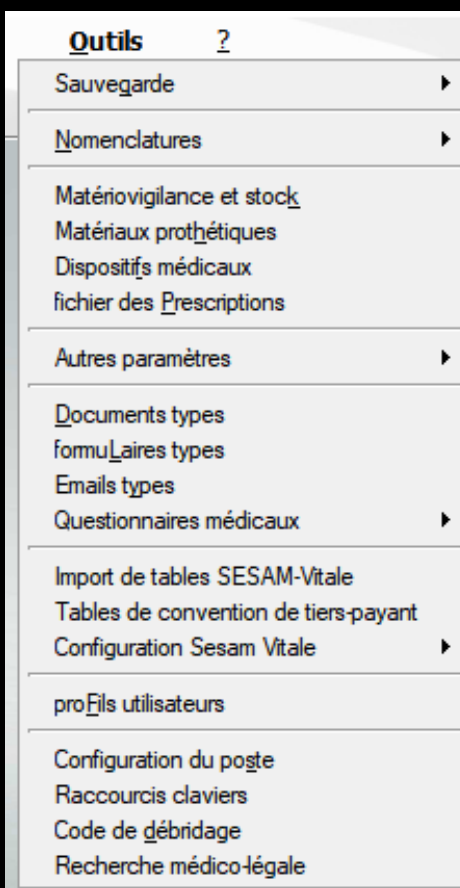 Outils ?
Sauvegarde
Nomenclatures
Matériovigilance et stock
Matériaux prothétiques
Dispositifs médicaux
fichier des Prescriptions
Autres paramètres
Documents types
formuLaires types
Emails types
Questionnaires médicaux
Import de tables SESAM-Vitale
Tables de convention de tiers-payant
Configuration Sesam Vitale
proFils utilisateurs
Configuration du poste
Raccourcis claviers
Code de débridage
Recherche médico-légale